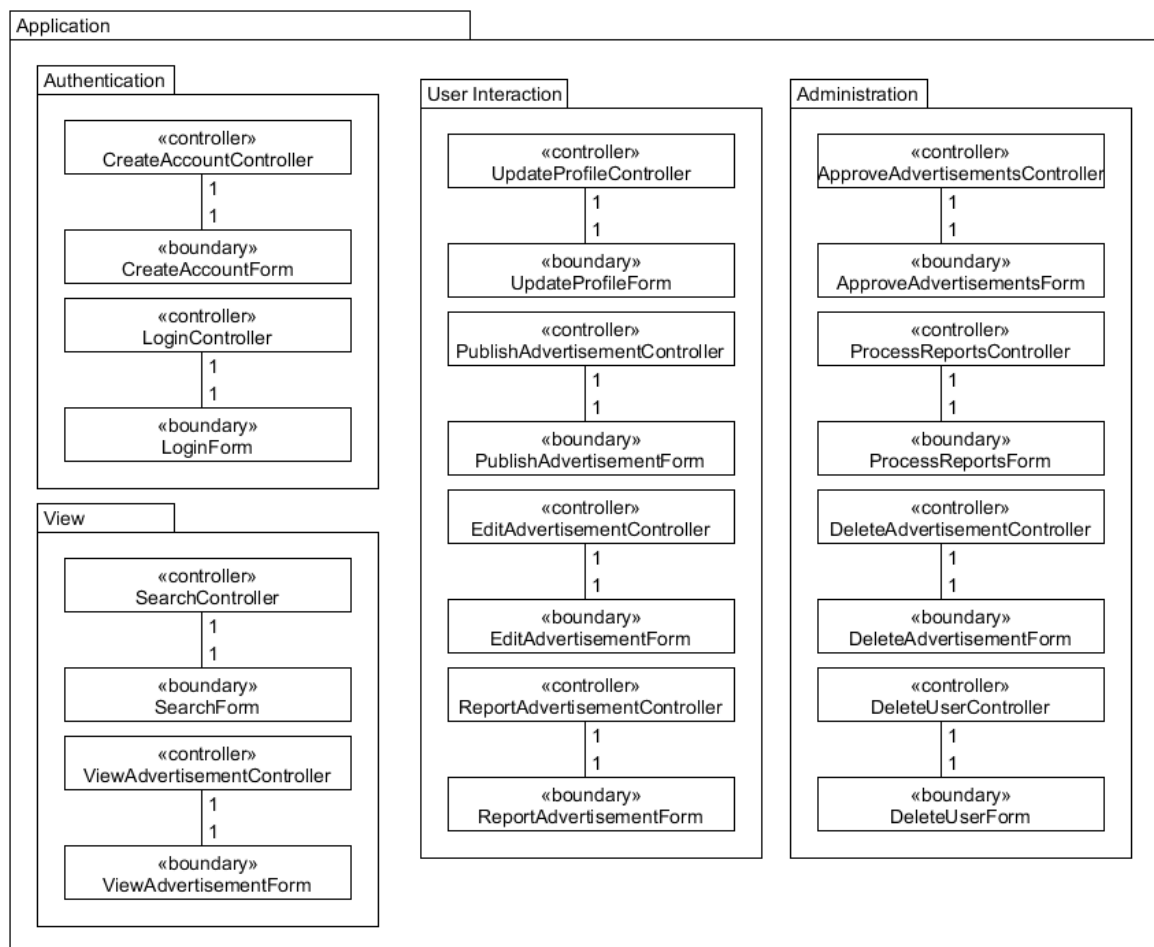 Application
Authentication
«controller»
CreateAccountController
1
1
«boundary»
CreateAccountForm
«controller»
LoginController
1
1
«boundary»
LoginForm
View
«controller»
SearchController
1
1
«boundary»
SearchForm
«controller»
ViewAdvertisementController
1
1
«boundary»
ViewAdvertisementForm
User Interaction
«controller»
UpdateProfileController
1
1
«boundary»
UpdateProfileForm
«controller»
PublishAdvertisementController
1
1
«boundary»
PublishAdvertisementForm
«controller»
EditAdvertisementController
1
1
«boundary»
EditAdvertisementForm
«controller»
ReportAdvertisementController
1
1
«boundary»
ReportAdvertisementForm
Administration
«controller»
ApproveAdvertisementsController
1
1
«boundary»
ApproveAdvertisementsForm
«controller»
ProcessReportsController
1
1
«boundary»
ProcessReportsForm
«controller»
DeleteAdvertisementController
1
1
«boundary»
DeleteAdvertisementForm
«controller»
DeleteUserController
1
1
«boundary»
DeleteUserForm